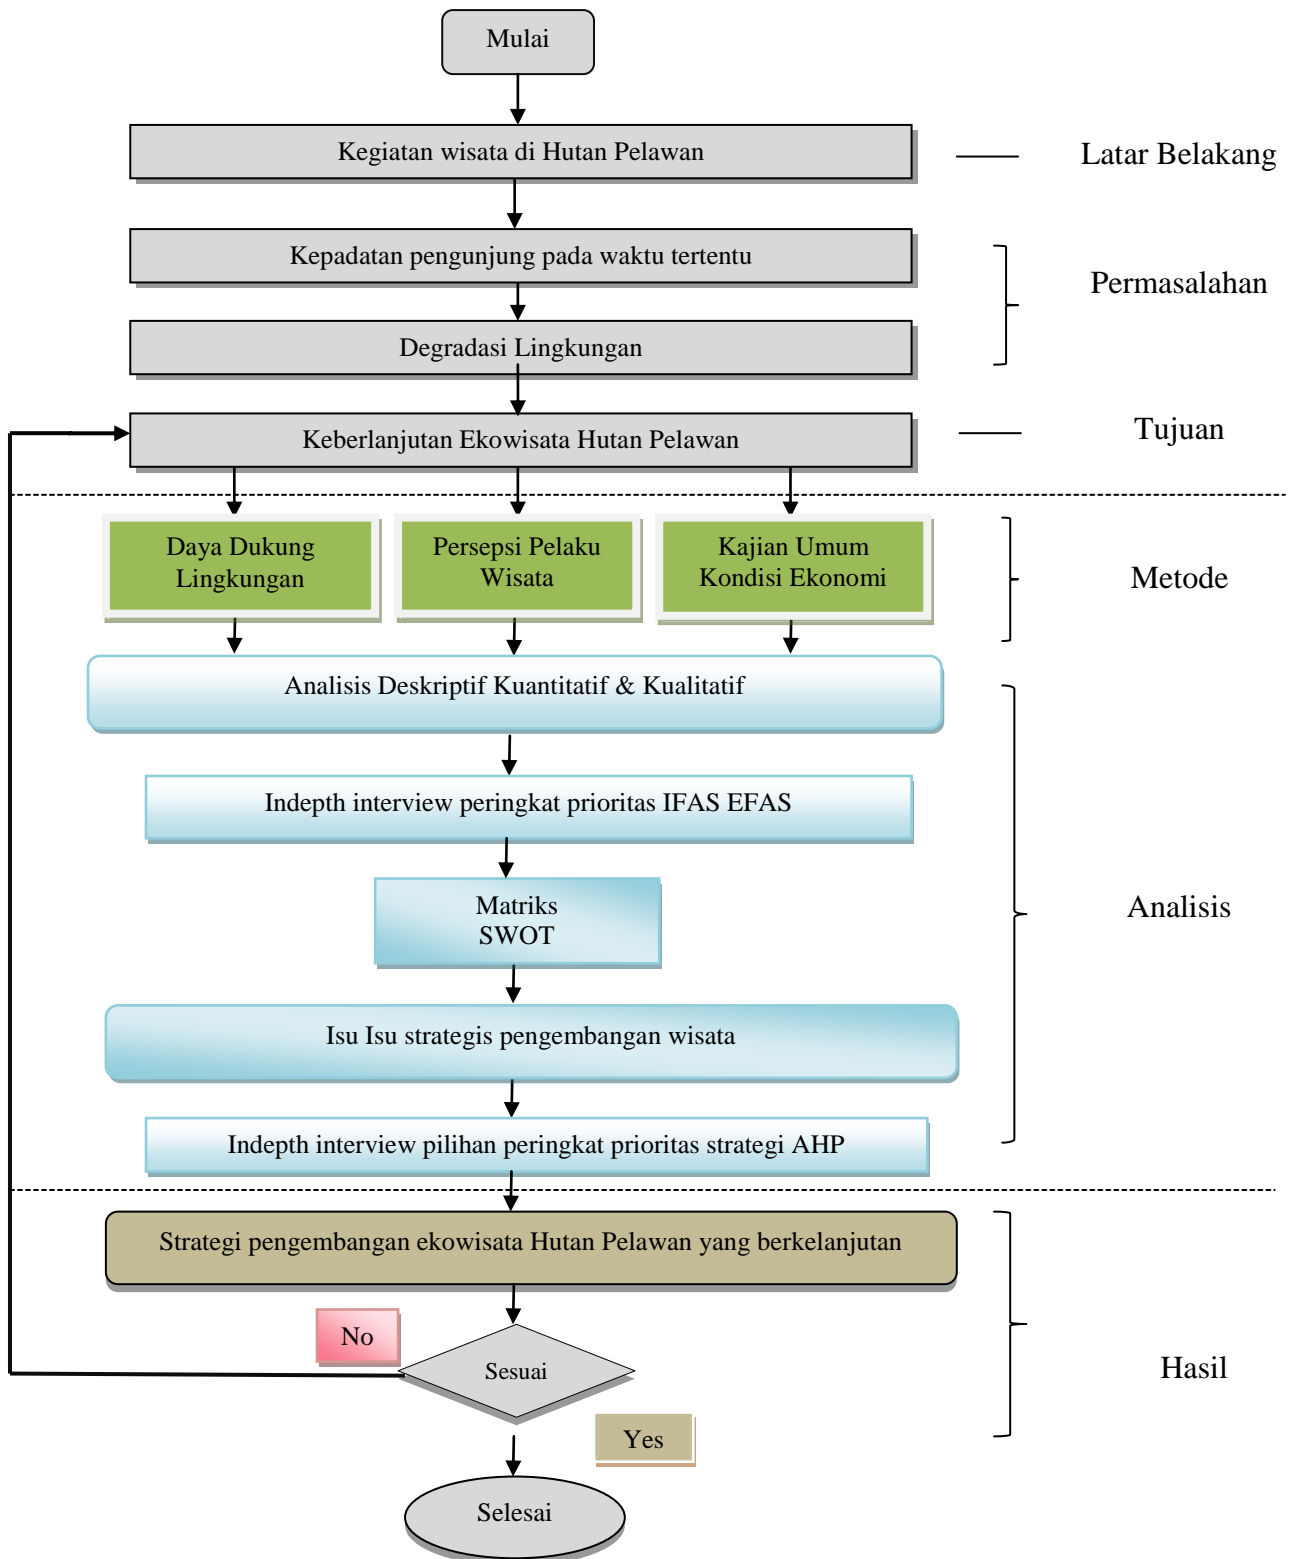 Mulai
Kegiatan wisata di Hutan Pelawan
Latar Belakang
Kepadatan pengunjung pada waktu tertentu
Permasalahan
Degradasi Lingkungan
Keberlanjutan Ekowisata Hutan Pelawan
Tujuan
Daya Dukung
Lingkungan
Persepsi Pelaku
Wisata
Kajian Umum
Kondisi Ekonomi
Metode
Analisis Deskriptif Kuantitatif & Kualitatif
Indepth interview peringkat prioritas IFAS EFAS
Matriks
SWOT
Analisis
Isu Isu strategis pengembangan wisata
Indepth interview pilihan peringkat prioritas strategi AHP
Strategi pengembangan ekowisata Hutan Pelawan yang berkelanjutan
No
Sesuai
Hasil
Yes
Selesai